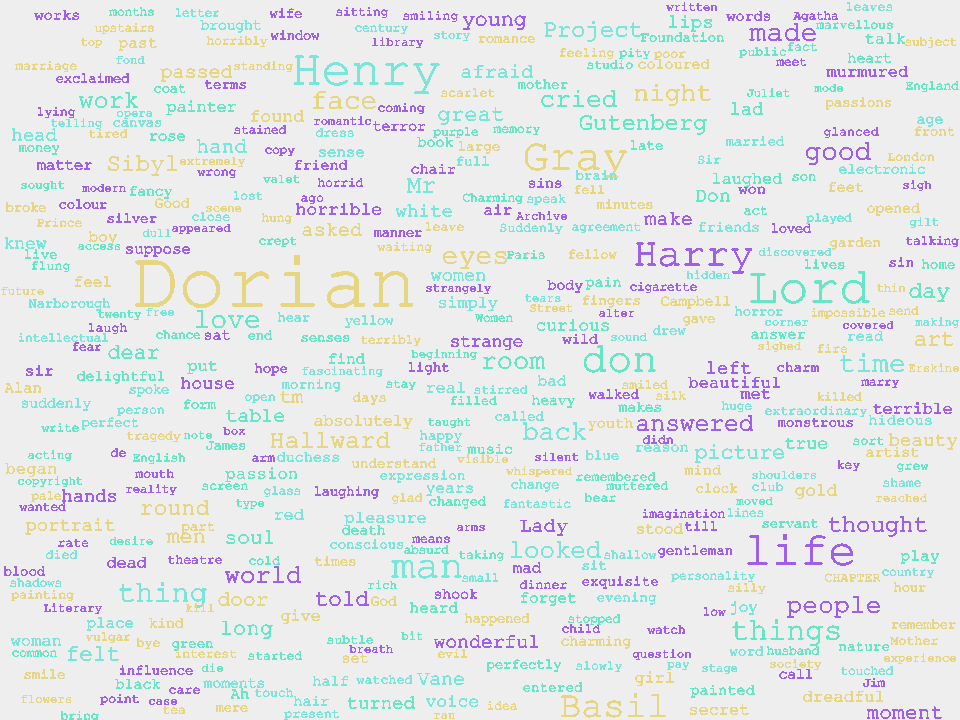 works months letter wife sitting smiling young written words Agatha leaves
upstairs brought century Project lips made marvellous
top past horribly window library story romance Foundation public fact talk subject
marriage fond passed standing Henry afraid feeling pity poor studio coloured meet heart murmured
exclaimed coat terms face scarlet mother cried night Juliet mode England
lying work painter found coming great lad passions
telling opera canvas romantic terror purple memory Gutenberg age
head tired rose stained dress book large late married glanced front
money hand copy sense full Gray Sir good London
matter Sibyl extremely wrong friend chair brain laughed son electronic
sought modern fancy valet horrid Mr sins fell Don won feet sigh
broke colour Good lost ago Charming speak minutes act opened
Prince silver scene close hung horrible white air Archive make friends played gilt
knew boy dull appeared asked manner leave Suddenly agreement loved
access suppose crept waiting eyes Paris fellow Harry discovered garden talking
live flung Dorian women lives sin home
future feel strangely body pain cigarette hidden Lord thin day
Narborough twenty free love hear yellow simply tears Street fingers Campbell horror impossible send
laugh Women alter gave corner covered making
intellectual chance sat end senses terribly curious drew answer read art
fear dear strange wild sound sighed fire Erskine
sir put find beginning room don left charm time
delightful house hope fascinating light beautiful marry
Alan spoke morning stay real stirred bad smiled met killed
suddenly form open tm days filled heavy walked silk extraordinary terrible
person table absolutely taught called makes huge monstrous hideous
write perfect box happy back youth answered
tragedy note James Hallward father music didn true sort beauty
acting de English arm duchess understand visible silent blue reason picture artist
began mouth passion expression whispered remembered mind key grew
copyright reality screen glass laughing years change muttered shoulders shame
pale hands type glad changed fantastic bear clock club gold reached
wanted round red pleasure imagination moved lines
portrait part death arms Lady stood till servant thought
rate desire men soul conscious means
died dead theatre cold times absurd taking looked shallow gentleman life play
blood world man small mad sit personality CHAPTER country
shadows rich dinner exquisite silly hour
painting thing door told God shook forget evening
Literary kill heard low joy people
place kind long give happened stopped remember
woman vulgar bye green subtle bit wonderful child watch things Mother
common felt interest started breath evil charming question word husband nature
smile influence die set perfectly slowly pay stage society experience
black moments half watched Vane entered girl call touched
flowers point case care Ah touch hair turned voice idea painted Jim
tea mere present ran Basil secret dreadful
bring moment